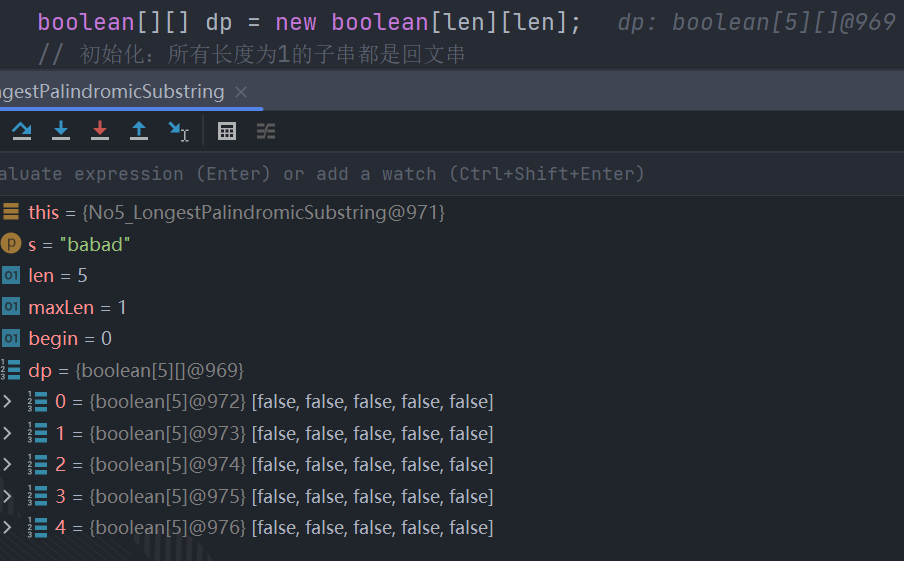 boolean[][] dp = new boolean[len][len];   dp: boolean[5][]@969
// 初始化：所有长度为1的子串都是回文串
ngestPalindromicSubstring ×
aluate expression (Enter) or add a watch (Ctrl+Shift+Enter)
this = {No5_LongestPalindromicSubstring@971}
p s = "babad"
01 len = 5
01 maxLen = 1
01 begin = 0
dp = {boolean[5][]@969}
0 = {boolean[5]@972} [false, false, false, false, false]
1 = {boolean[5]@973} [false, false, false, false, false]
2 = {boolean[5]@974} [false, false, false, false, false]
3 = {boolean[5]@975} [false, false, false, false, false]
4 = {boolean[5]@976} [false, false, false, false, false]